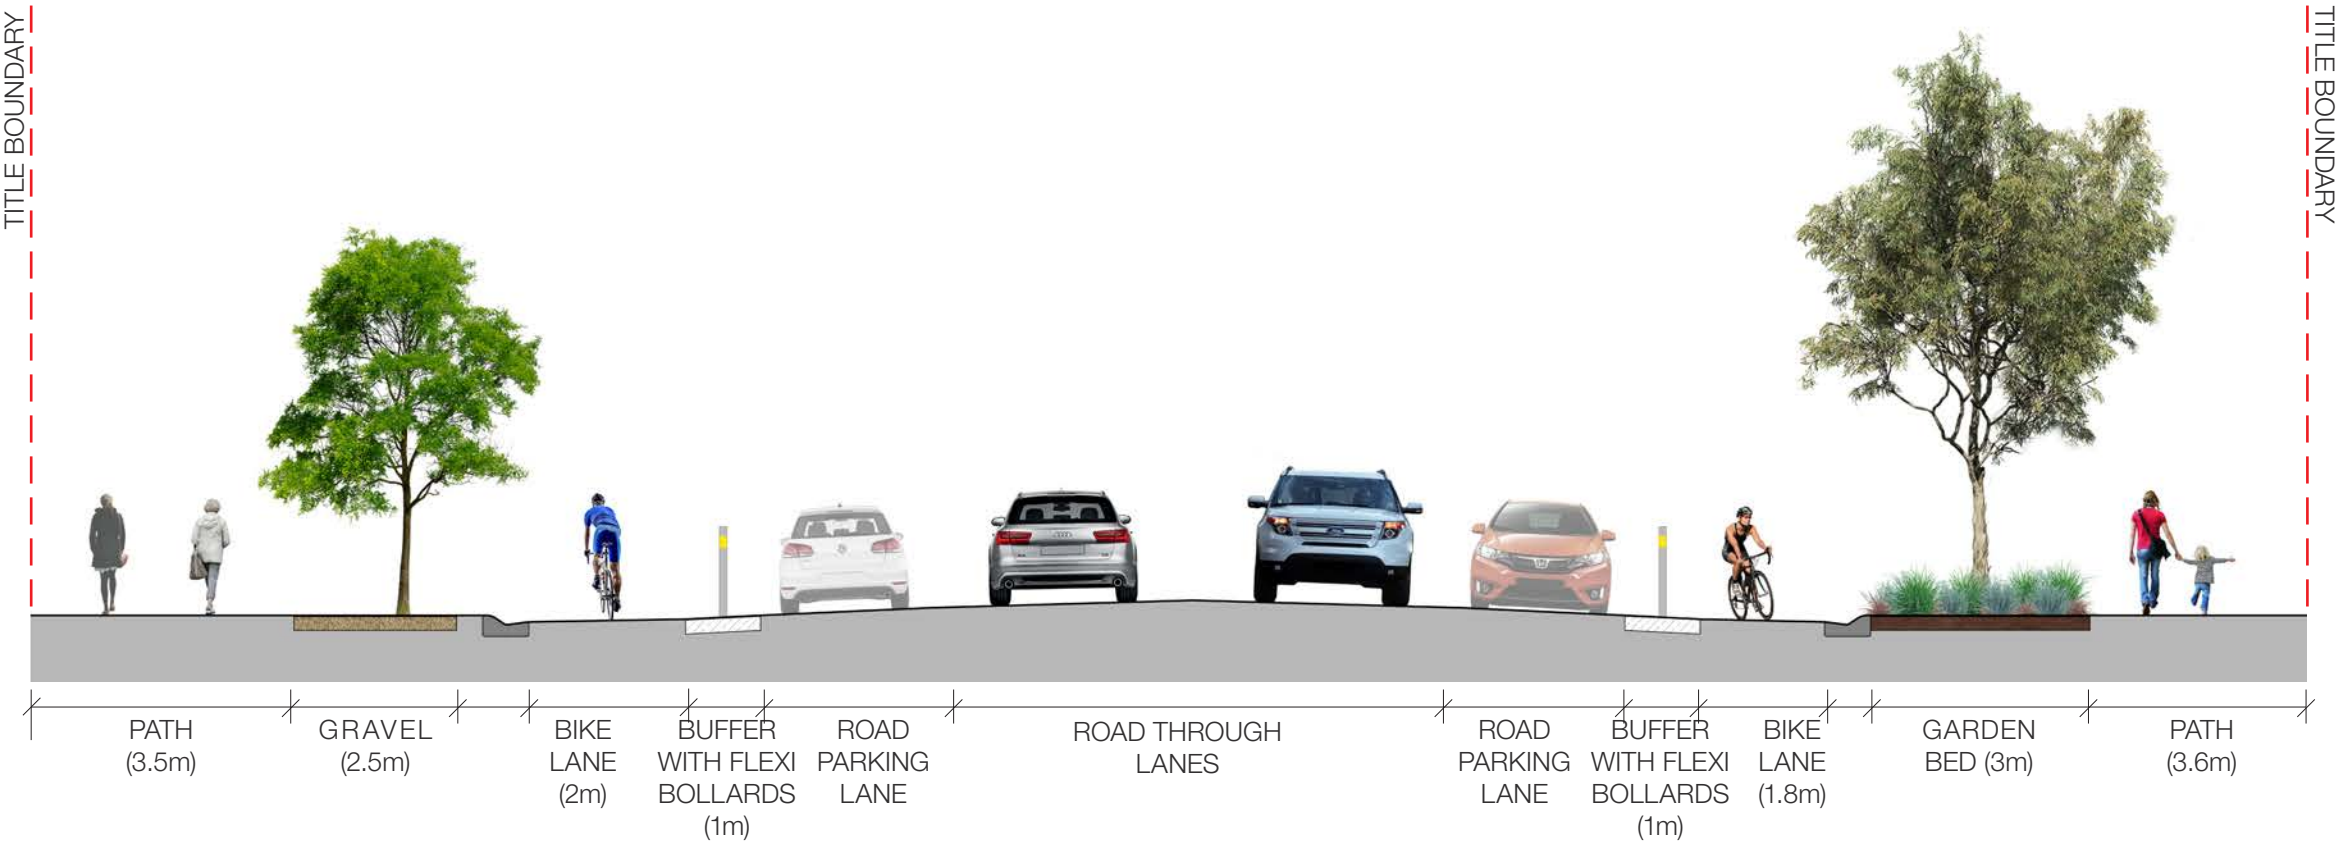 TITLE BOUNDARY
TITLE BOUNDARY
PATH
(3.5m)
GRAVEL
(2.5m)
BIKE
LANE
(2m)
BUFFER
WITH FLEXI
BOLLARDS
(1m)
ROAD
PARKING
LANE
ROAD THROUGH
LANES
ROAD
PARKING
LANE
BUFFER
WITH FLEXI
BOLLARDS
(1m)
BIKE
LANE
(1.8m)
GARDEN
BED (3m)
PATH
(3.6m)